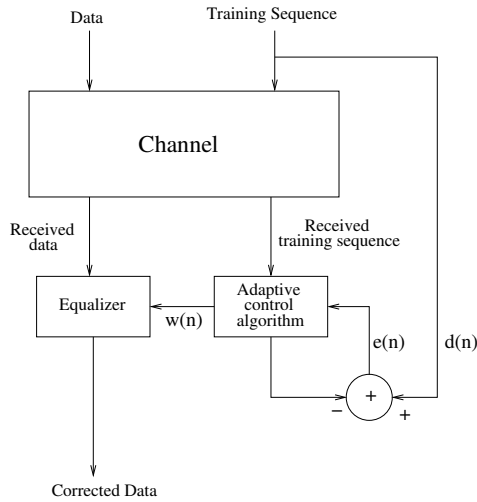 Data
Training Sequence
Channel
Received
data
Received
training sequence
Equalizer
w(n)
Adaptive
control
algorithm
e(n)
d(n)
+
−
+
Corrected Data